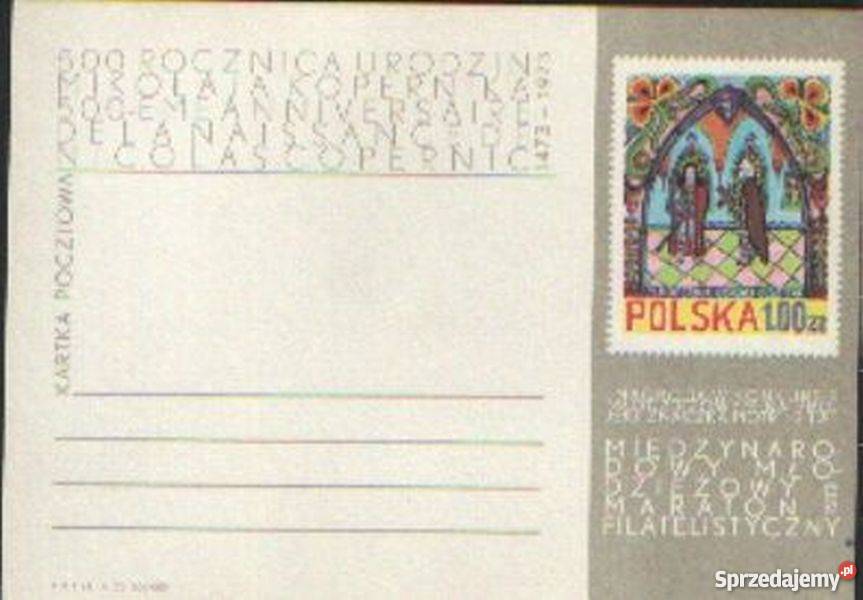 500 ROCZNICA URODZIN
MIKOŁAJA KOPERNIKA
500-EME ANNIVERSAIRE
DE LA NAISSANCE DE
NICOLAS COPERNIC
1473-1973
KARTKA POCZTOWA
POLSKA 1.00 ZŁ
MIĘDZYNARO
DOWY MŁO-
DZIEŻOWY
MARATON
FILATELISTYCZNY
Sprzedajemy.pl